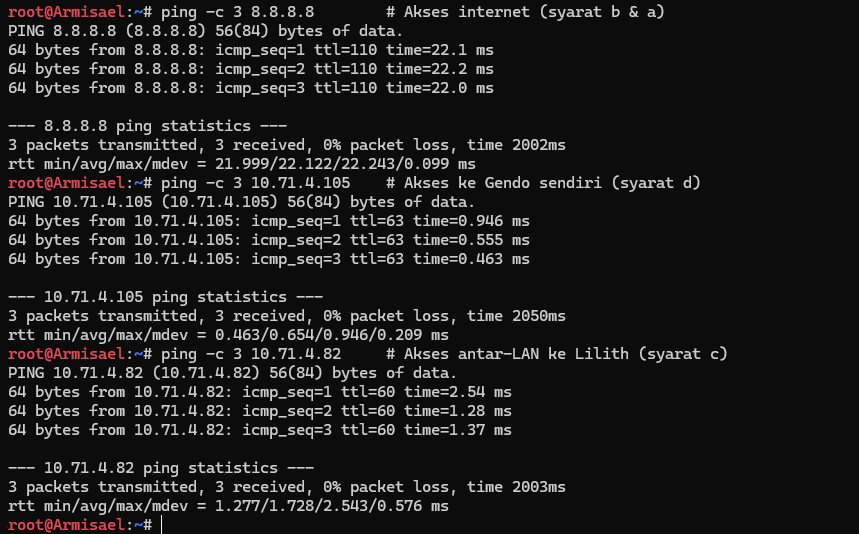 root@Armisael:~# ping -c 3 8.8.8.8        # Akses internet (syarat b & a)
PING 8.8.8.8 (8.8.8.8) 56(84) bytes of data.
64 bytes from 8.8.8.8: icmp_seq=1 ttl=110 time=22.1 ms
64 bytes from 8.8.8.8: icmp_seq=2 ttl=110 time=22.2 ms
64 bytes from 8.8.8.8: icmp_seq=3 ttl=110 time=22.0 ms

--- 8.8.8.8 ping statistics ---
3 packets transmitted, 3 received, 0% packet loss, time 2002ms
rtt min/avg/max/mdev = 21.999/22.122/22.243/0.099 ms
root@Armisael:~# ping -c 3 10.71.4.105    # Akses ke Gendo sendiri (syarat d)
PING 10.71.4.105 (10.71.4.105) 56(84) bytes of data.
64 bytes from 10.71.4.105: icmp_seq=1 ttl=63 time=0.946 ms
64 bytes from 10.71.4.105: icmp_seq=2 ttl=63 time=0.555 ms
64 bytes from 10.71.4.105: icmp_seq=3 ttl=63 time=0.463 ms

--- 10.71.4.105 ping statistics ---
3 packets transmitted, 3 received, 0% packet loss, time 2050ms
rtt min/avg/max/mdev = 0.463/0.654/0.946/0.209 ms
root@Armisael:~# ping -c 3 10.71.4.82     # Akses antar-LAN ke Lilith (syarat c)
PING 10.71.4.82 (10.71.4.82) 56(84) bytes of data.
64 bytes from 10.71.4.82: icmp_seq=1 ttl=60 time=2.54 ms
64 bytes from 10.71.4.82: icmp_seq=2 ttl=60 time=1.28 ms
64 bytes from 10.71.4.82: icmp_seq=3 ttl=60 time=1.37 ms

--- 10.71.4.82 ping statistics ---
3 packets transmitted, 3 received, 0% packet loss, time 2003ms
rtt min/avg/max/mdev = 1.277/1.728/2.543/0.576 ms
root@Armisael:~#